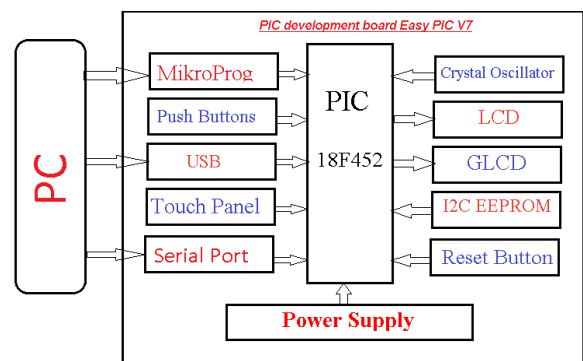 PIC development board Easy PIC V7
PC
MikroProg
Push Buttons
USB
Touch Panel
Serial Port
PIC
18F452
Crystal Oscillator
LCD
GLCD
I2C EEPROM
Reset Button
Power Supply